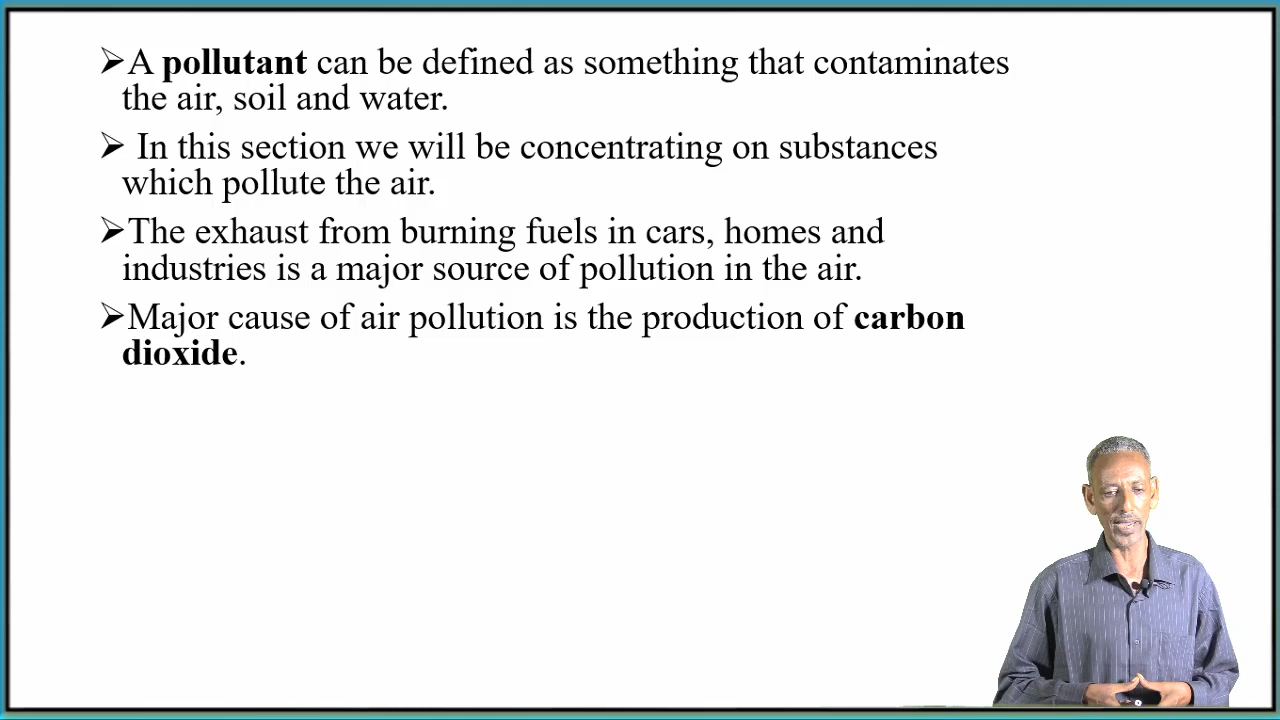 ➢A pollutant can be defined as something that contaminates
the air, soil and water.
➢ In this section we will be concentrating on substances
which pollute the air.
➢The exhaust from burning fuels in cars, homes and
industries is a major source of pollution in the air.
➢Major cause of air pollution is the production of carbon
dioxide.